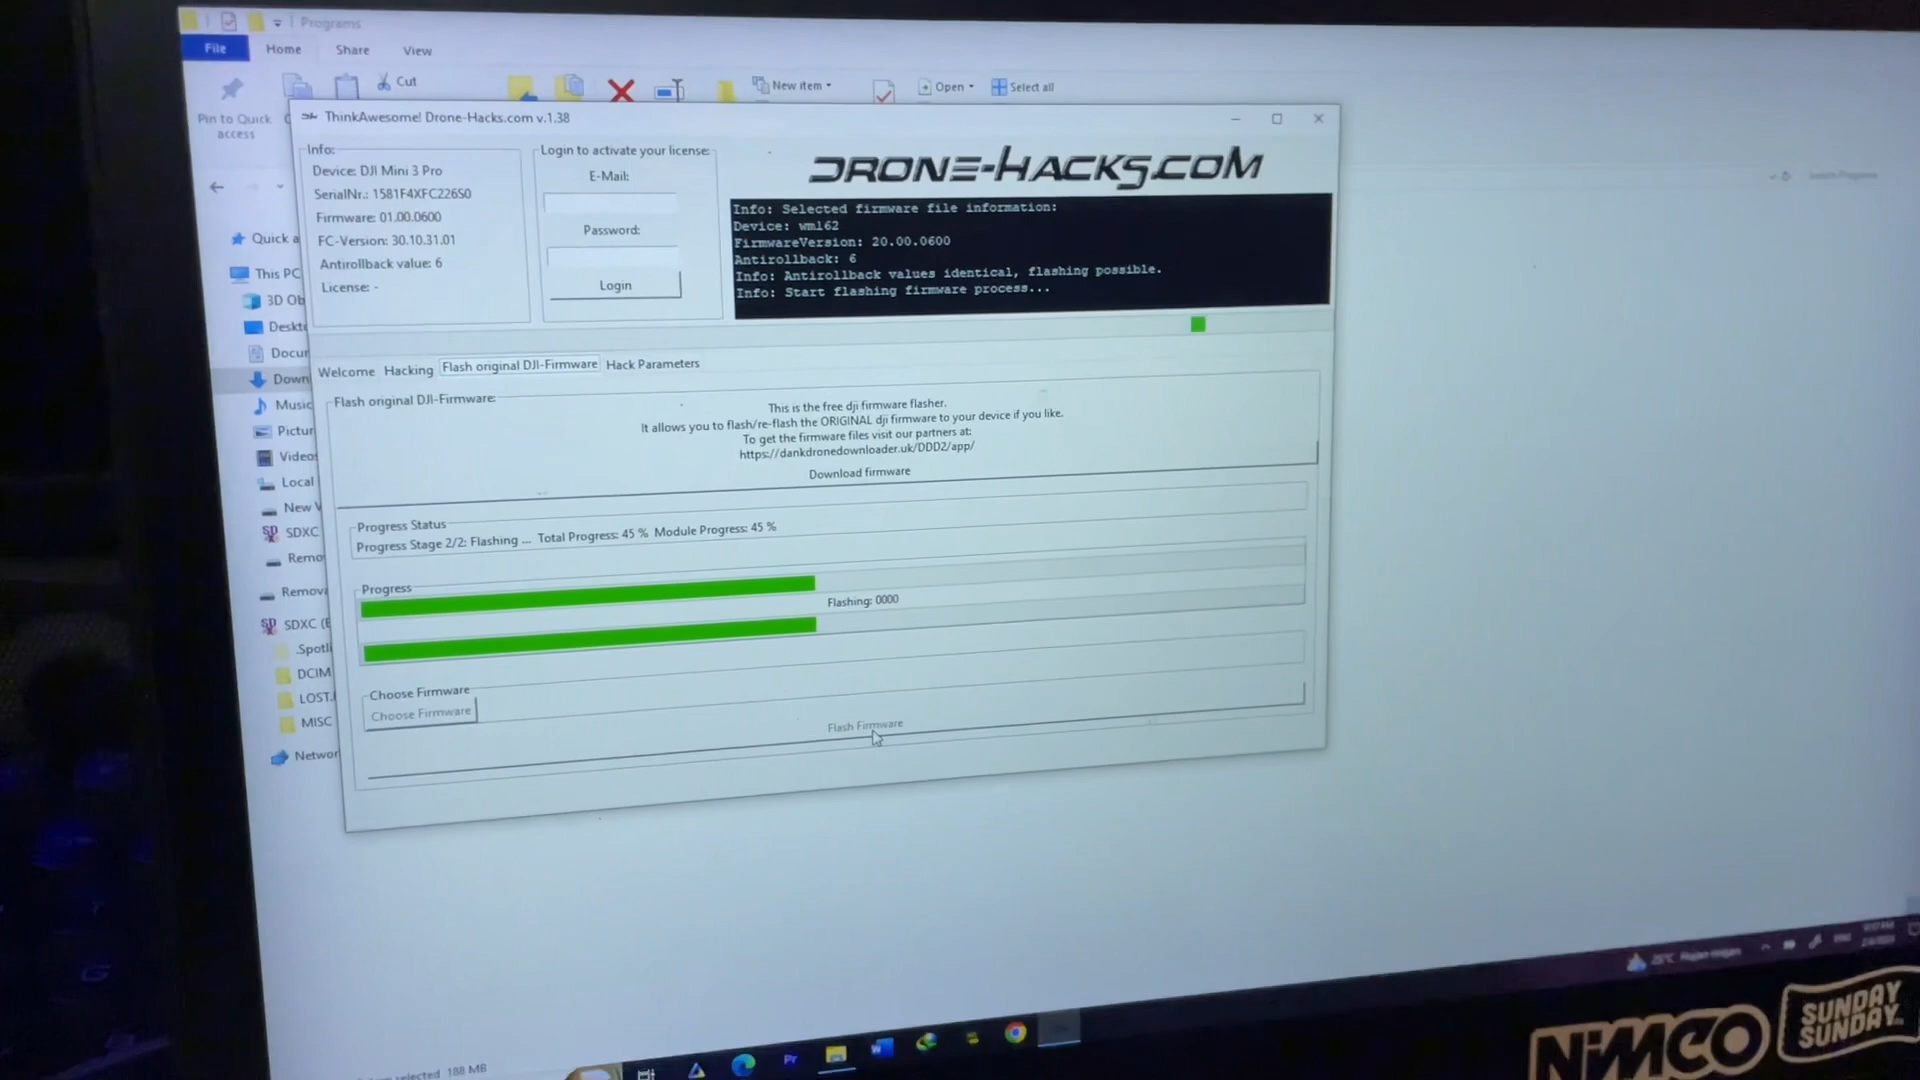 Programs
File Home Share View
Cut
New item
Open
Select all
Pin to Quick access
ThinkAwesome! Drone-Hacks.com v.1.38
Info:
Device: DJI Mini 3 Pro
SerialNr.: 1581F4XFC226S0
Firmware: 01.00.0600
FC-Version: 30.10.31.01
Antirollback value: 6
License: -
Login to activate your license:
E-Mail:
Password:
Login
DRONE-HACKS.COM
Info: Selected firmware file information:
Device: wm162
FirmwareVersion: 20.00.0600
Antirollback: 6
Info: Antirollback values identical, flashing possible.
Info: Start flashing firmware process...
Quick a
This PC
3D Ob
Deskt
Docur
Down
Music
Pictur
Video
Local
New V
SDXC
Remo
Remova
SDXC (E
.Spotli
DCIM
LOST.
MISC
Networ
Welcome Hacking Flash original DJI-Firmware Hack Parameters
Flash original DJI-Firmware:
This is the free dji firmware flasher.
It allows you to flash/re-flash the ORIGINAL dji firmware to your device if you like.
To get the firmware files visit our partners at:
https://dankdronedownloader.uk/DDD2/app/
Download firmware
Progress Status
Progress Stage 2/2: Flashing ... Total Progress: 45 % Module Progress: 45 %
Progress
Flashing: 0000
Choose Firmware
Choose Firmware
Flash Firmware
selected 188 MB
Pr
25°C
NiMCO
SUNDAY
SUNDAY